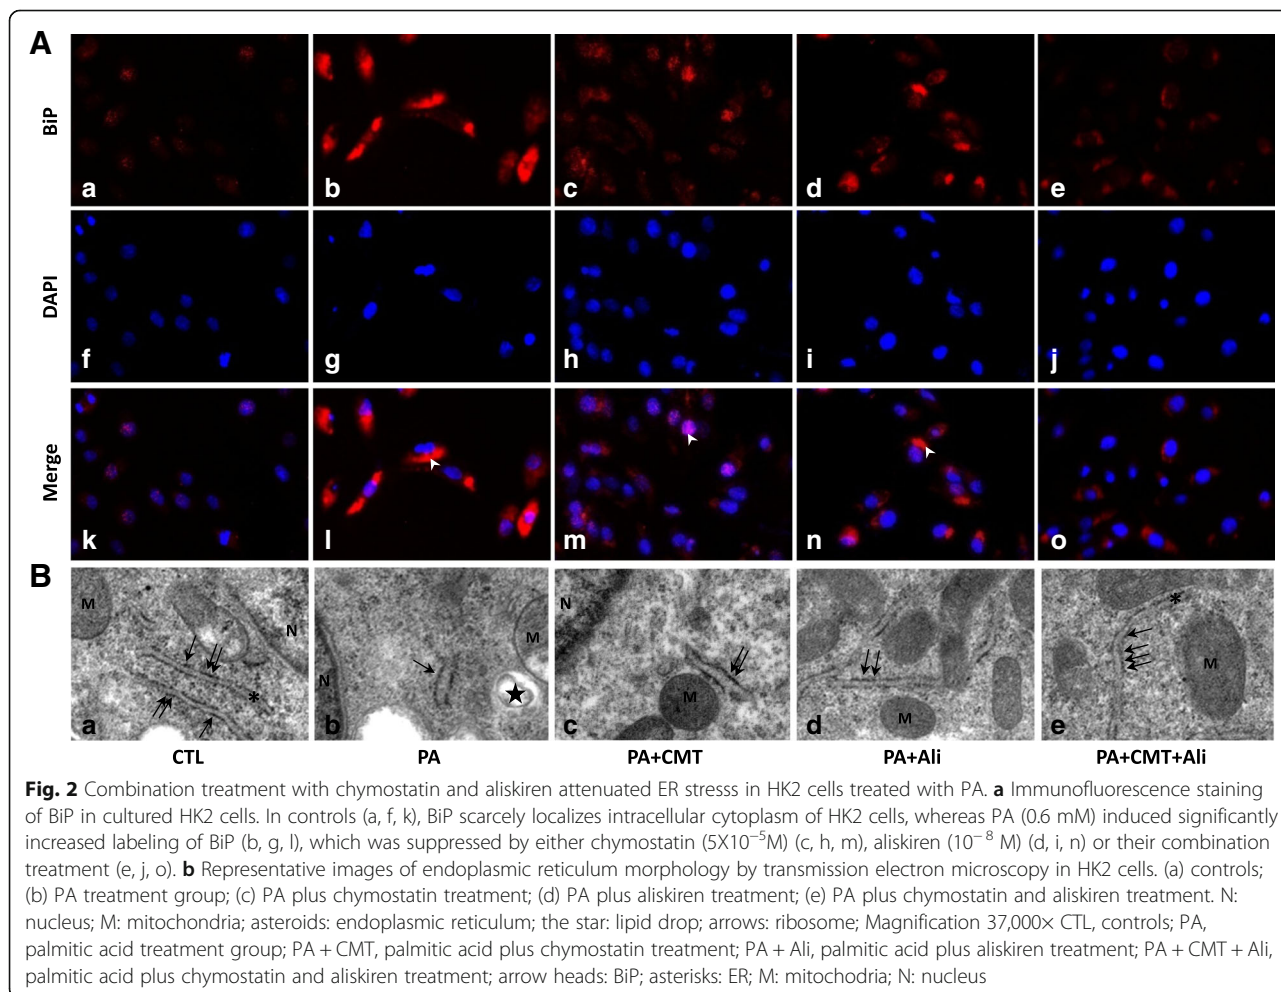 A
BiP
a
b
c
d
e
DAPI
f
g
h
i
j
Merge
k
l
m
n
o
B
M
N
a
N
M
b
N
M
c
M
d
M
e
CTL
PA
PA+CMT
PA+Ali
PA+CMT+Ali
Fig. 2 Combination treatment with chymostatin and aliskiren attenuated ER stresss in HK2 cells treated with PA. a Immunofluorescence staining
of BiP in cultured HK2 cells. In controls (a, f, k), BiP scarcely localizes intracellular cytoplasm of HK2 cells, whereas PA (0.6 mM) induced significantly
increased labeling of BiP (b, g, l), which was suppressed by either chymostatin (5X10⁻⁵M) (c, h, m), aliskiren (10⁻⁸ M) (d, i, n) or their combination
treatment (e, j, o). b Representative images of endoplasmic reticulum morphology by transmission electron microscopy in HK2 cells. (a) controls;
(b) PA treatment group; (c) PA plus chymostatin treatment; (d) PA plus aliskiren treatment; (e) PA plus chymostatin and aliskiren treatment. N:
nucleus; M: mitochondria; asteroids: endoplasmic reticulum; the star: lipid drop; arrows: ribosome; Magnification 37,000× CTL, controls; PA,
palmitic acid treatment group; PA + CMT, palmitic acid plus chymostatin treatment; PA + Ali, palmitic acid plus aliskiren treatment; PA + CMT + Ali,
palmitic acid plus chymostatin and aliskiren treatment; arrow heads: BiP; asterisks: ER; M: mitochodria; N: nucleus